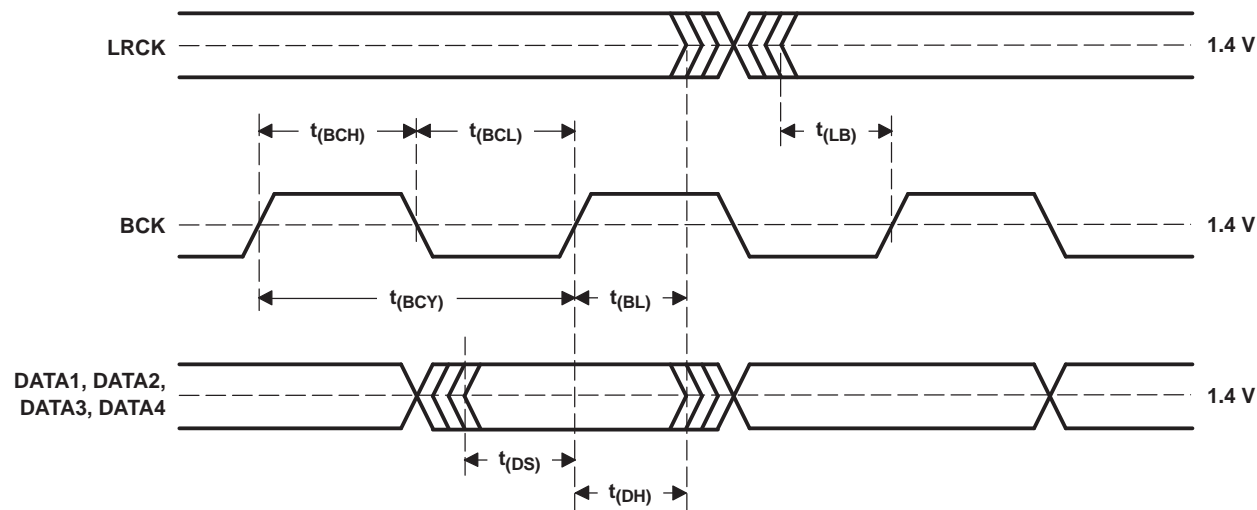 LRCK
1.4 V
t(BCH)
t(BCL)
t(LB)
BCK
1.4 V
t(BCY)
t(BL)
DATA1, DATA2,
DATA3, DATA4
1.4 V
t(DS)
t(DH)